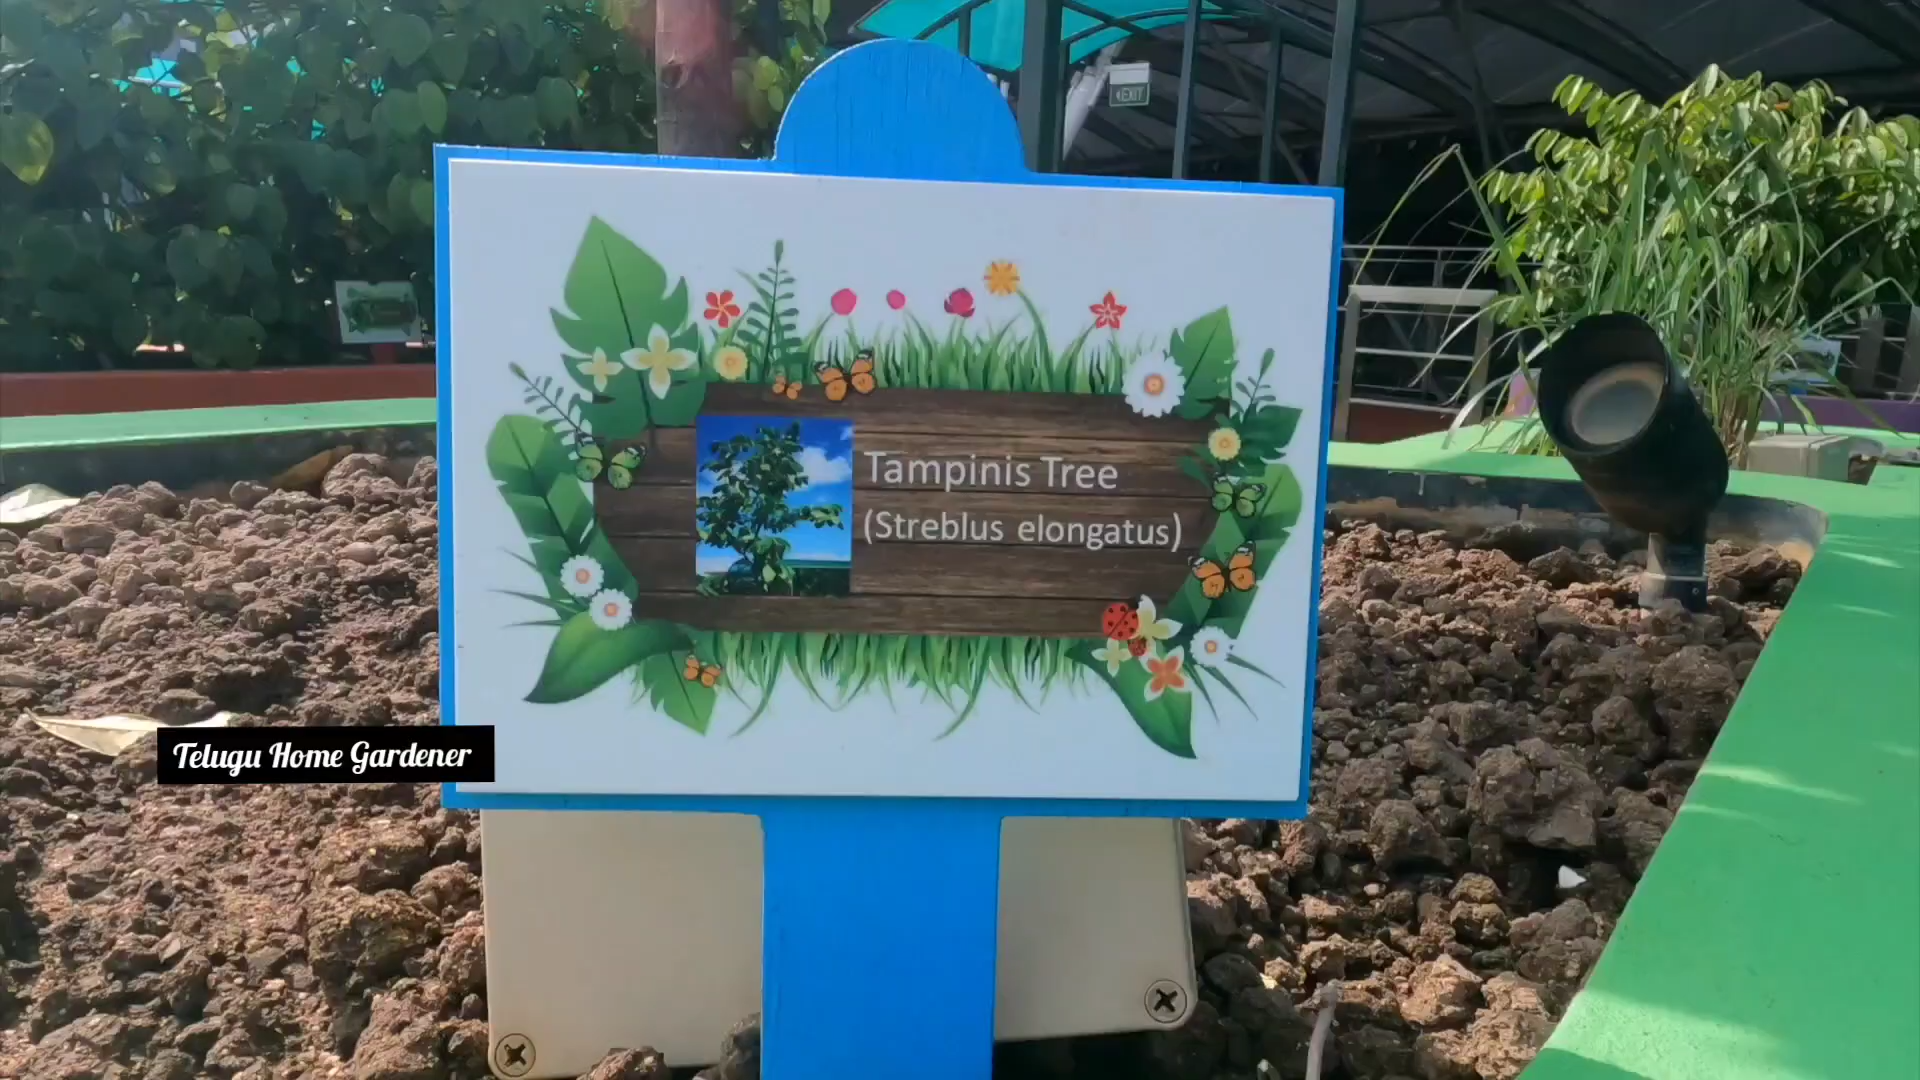 EXIT
Tampinis Tree
(Streblus elongatus)
Telugu Home Gardener